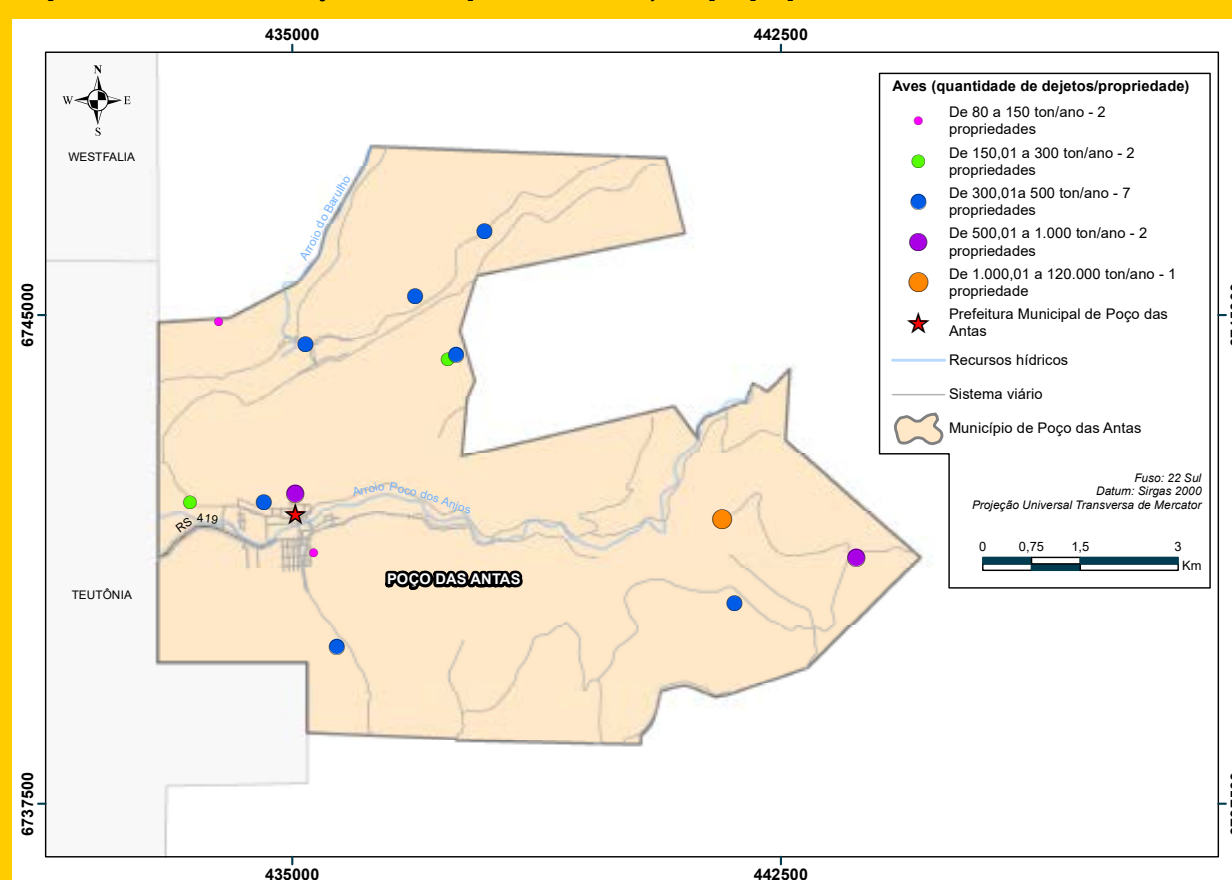 435000
442500
N
W
E
S
WESTFALIA
TEUTÔNIA
6745000
6737500
Arroio do Barulho
Arroio Poço dos Anjos
RS 419
POÇO DAS ANTAS
Aves (quantidade de dejetos/propriedade)
De 80 a 150 ton/ano - 2
propriedades
De 150,01 a 300 ton/ano - 2
propriedades
De 300,01a 500 ton/ano - 7
propriedades
De 500,01 a 1.000 ton/ano - 2
propriedades
De 1.000,01 a 120.000 ton/ano - 1
propriedade
Prefeitura Municipal de Poço das
Antas
Recursos hídricos
Sistema viário
Município de Poço das Antas
Fuso: 22 Sul
Datum: Sirgas 2000
Projeção Universal Transversa de Mercator
0 0,75 1,5 3
Km
435000
442500